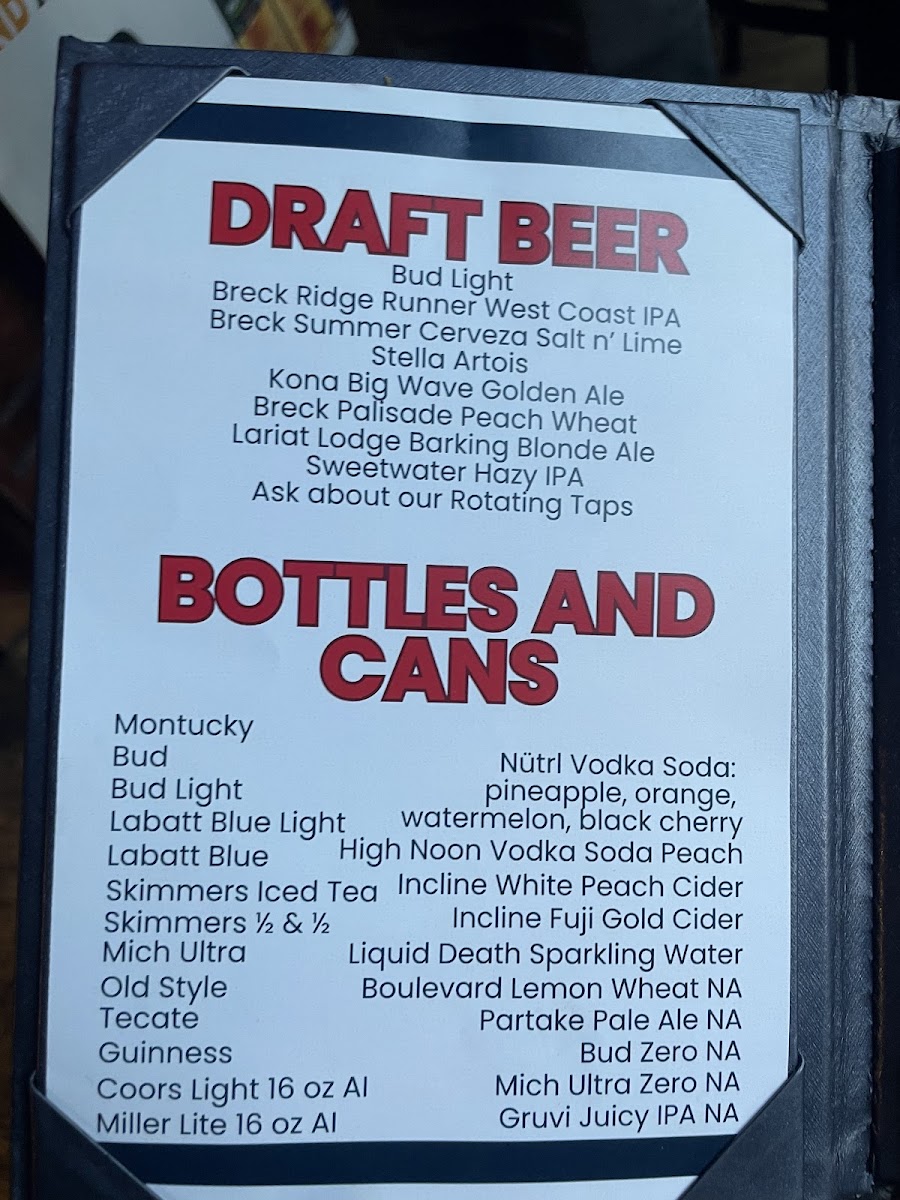 DRAFT BEER
Bud Light
Breck Ridge Runner West Coast IPA
Breck Summer Cerveza Salt n' Lime
Stella Artois
Kona Big Wave Golden Ale
Breck Palisade Peach Wheat
Lariat Lodge Barking Blonde Ale
Sweetwater Hazy IPA
Ask about our Rotating Taps
BOTTLES AND
CANS
Montucky
Bud
Bud Light
Labatt Blue Light
Labatt Blue
Skimmers Iced Tea
Skimmers ½ & ½
Mich Ultra
Old Style
Tecate
Guinness
Coors Light 16 oz Al
Miller Lite 16 oz Al
Nütrl Vodka Soda:
pineapple, orange,
watermelon, black cherry
High Noon Vodka Soda Peach
Incline White Peach Cider
Incline Fuji Gold Cider
Liquid Death Sparkling Water
Boulevard Lemon Wheat NA
Partake Pale Ale NA
Bud Zero NA
Mich Ultra Zero NA
Gruvi Juicy IPA NA